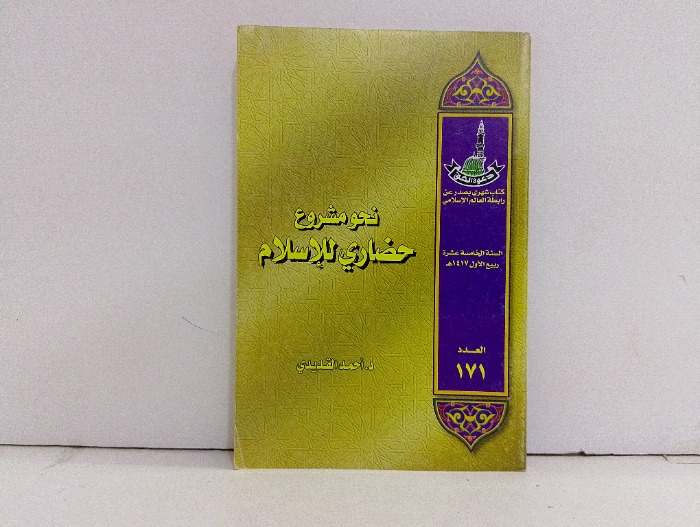 نحو مشروع
حضاري للإسلام
د. أحمد القديدي
دعوة الحق
كتاب شهري يصدر عن
رابطة العالم الإسلامي
السنة الخامسة عشرة
ربيع الأول ١٤١٧هـ
العدد
١٧١